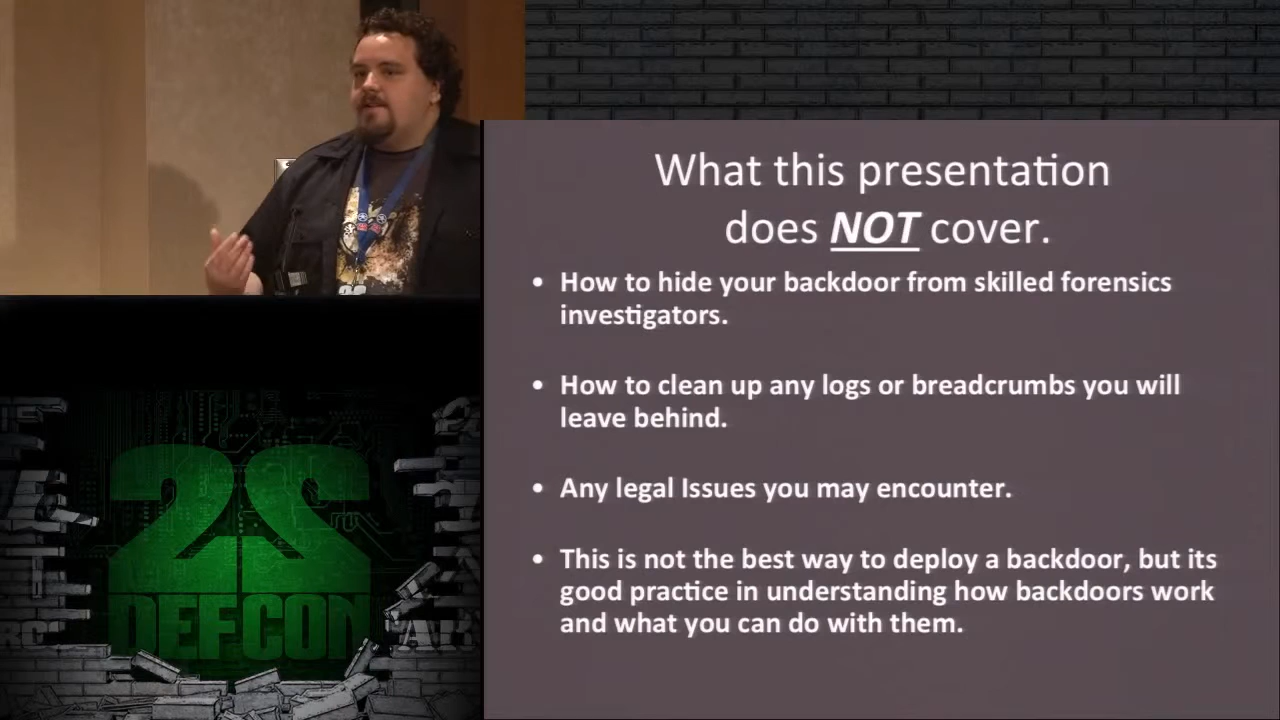 What this presentation
does NOT cover.
• How to hide your backdoor from skilled forensics
investigators.
• How to clean up any logs or breadcrumbs you will
leave behind.
• Any legal Issues you may encounter.
• This is not the best way to deploy a backdoor, but its
good practice in understanding how backdoors work
and what you can do with them.
22
DEFCON